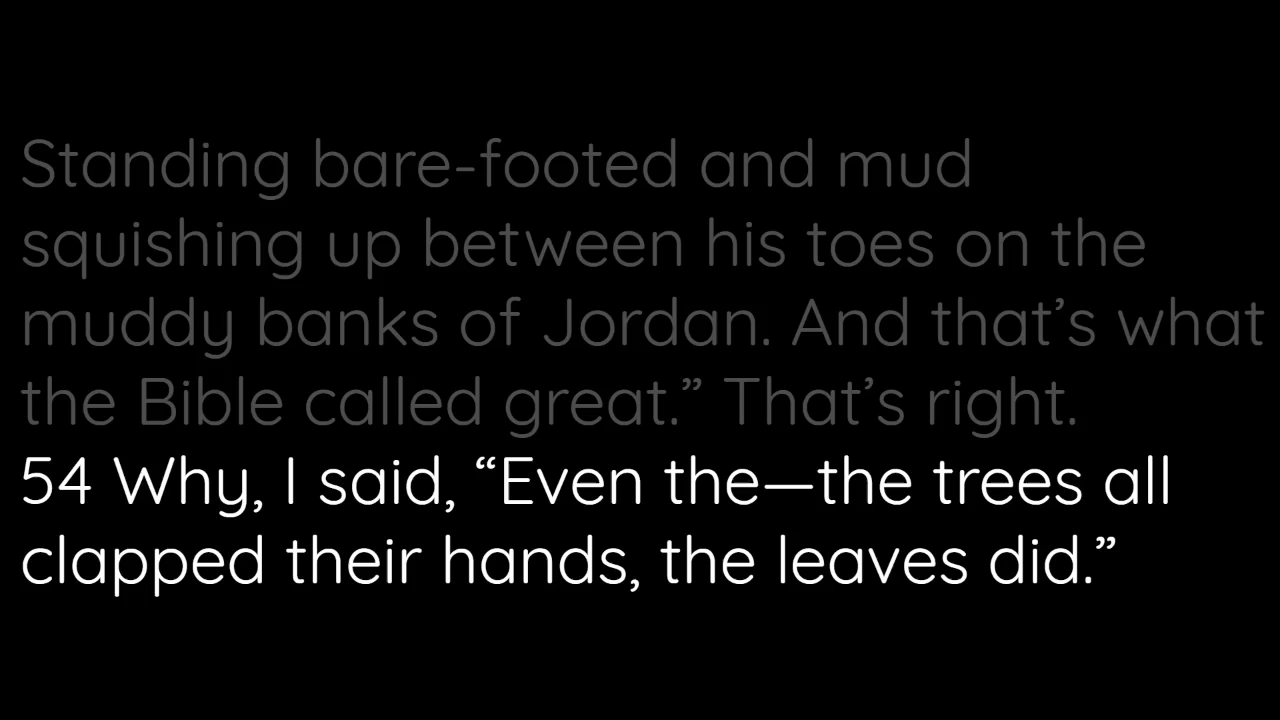 Standing bare-footed and mud
squishing up between his toes on the
muddy banks of Jordan. And that’s what
the Bible called great.” That’s right.
54 Why, I said, “Even the—the trees all
clapped their hands, the leaves did.”